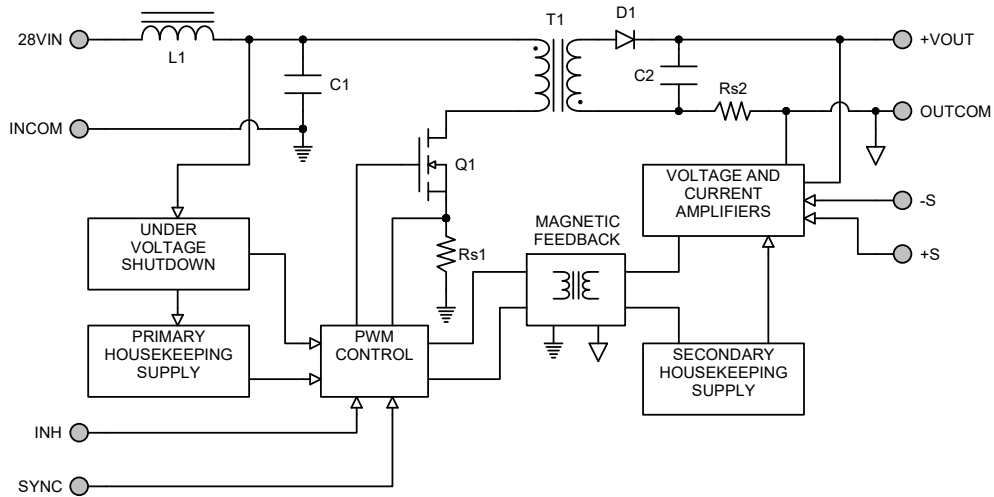 T1
D1
28VIN
+VOUT
L1
C1
C2
Rs2
INCOM
OUTCOM
Q1
VOLTAGE AND
CURRENT
AMPLIFIERS
-S
UNDER
VOLTAGE
SHUTDOWN
MAGNETIC
FEEDBACK
Rs1
+S
PRIMARY
HOUSEKEEPING
SUPPLY
PWM
CONTROL
SECONDARY
HOUSEKEEPING
SUPPLY
INH
SYNC